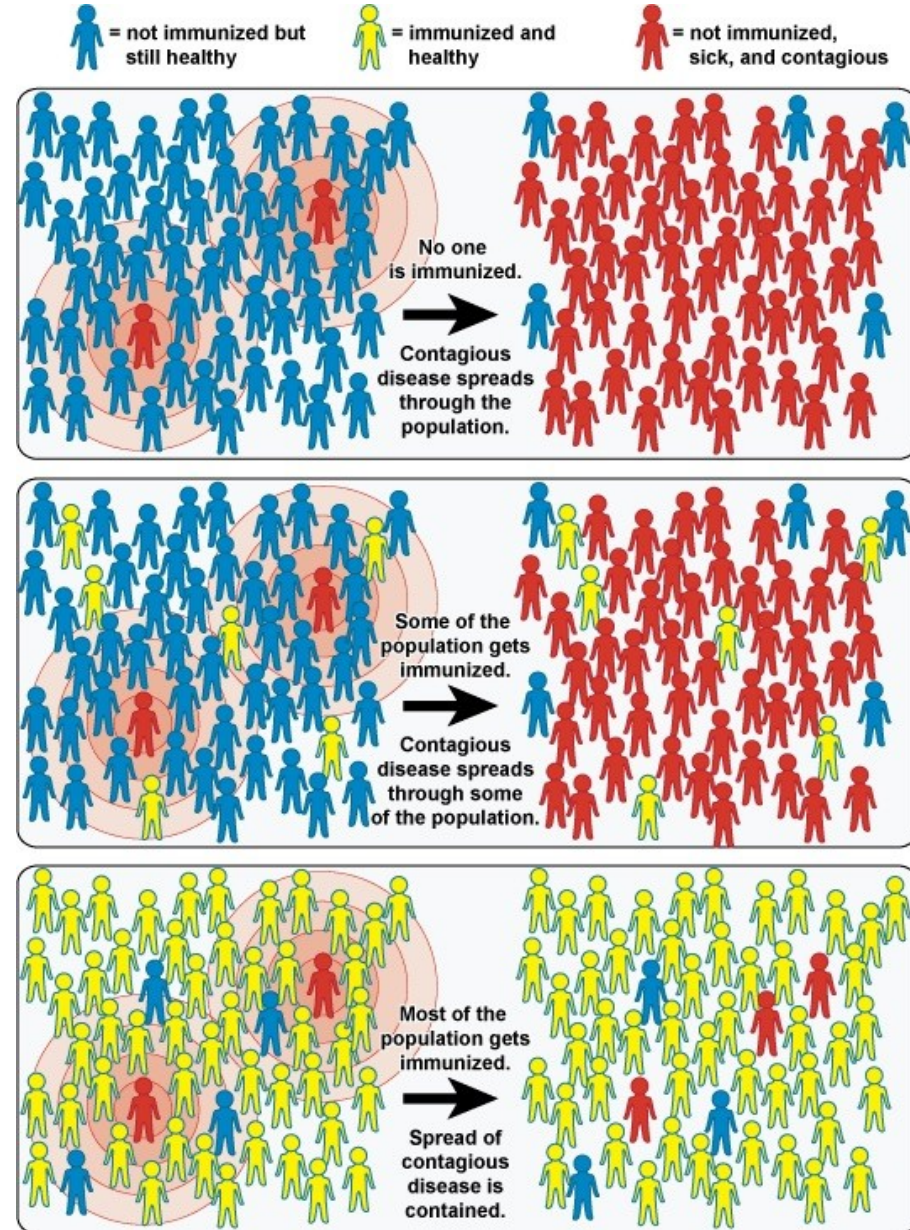 = not immunized but
still healthy
= immunized and
healthy
= not immunized,
sick, and contagious
No one
is immunized.
Contagious
disease spreads
through the
population.
Some of the
population gets
immunized.
Contagious
disease spreads
through some
of the population.
Most of the
population gets
immunized.
Spread of
contagious
disease is
contained.